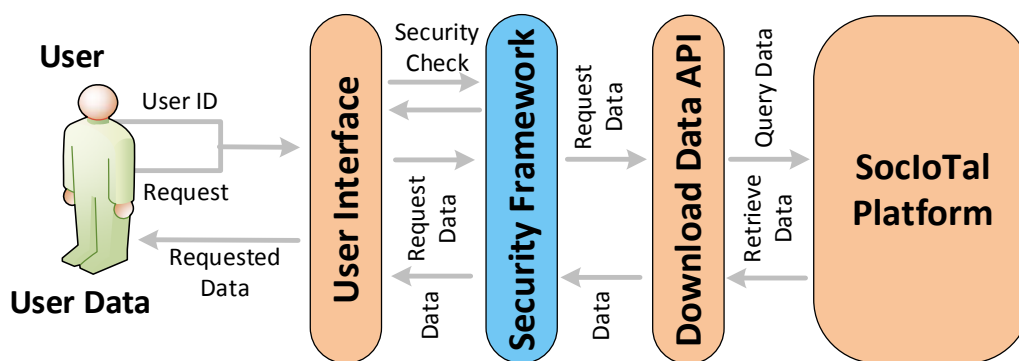 User
User ID
Request
Requested
Data
User Data
User Interface
Security
Check
Request
Data
Data
Security Framework
Request
Data
Data
Download Data API
Query Data
Retrieve
Data
SocIoTal
Platform